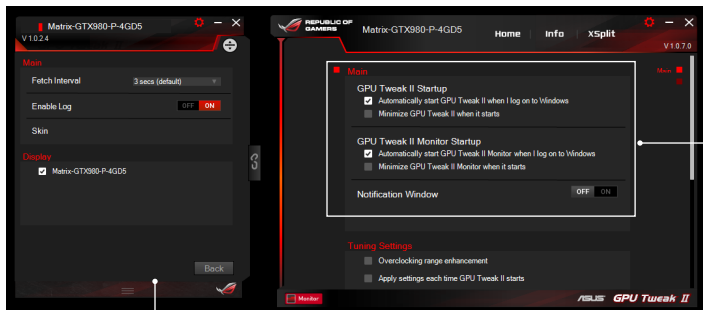 Matrix-GTX980-P-4GD5
V 1.0.2.4
Main
Fetch Interval
3 secs (default)
Enable Log
OFF ON
Skin
Display
Matrix-GTX980-P-4GD5
Back
REPUBLIC OF
GAMERS
Matrix-GTX980-P-4GD5
Home
Info
XSplit
V 1.0.7.0
Main
Main
GPU Tweak II Startup
Automatically start GPU Tweak II when I log on to Windows
Minimize GPU Tweak II when it starts
GPU Tweak II Monitor Startup
Automatically start GPU Tweak II Monitor when I log on to Windows
Minimize GPU Tweak II Monitor when it starts
Notification Window
OFF ON
Tuning Settings
Overclocking range enhancement
Apply settings each time GPU Tweak II starts
Monitor
ASUS GPU Tweak II